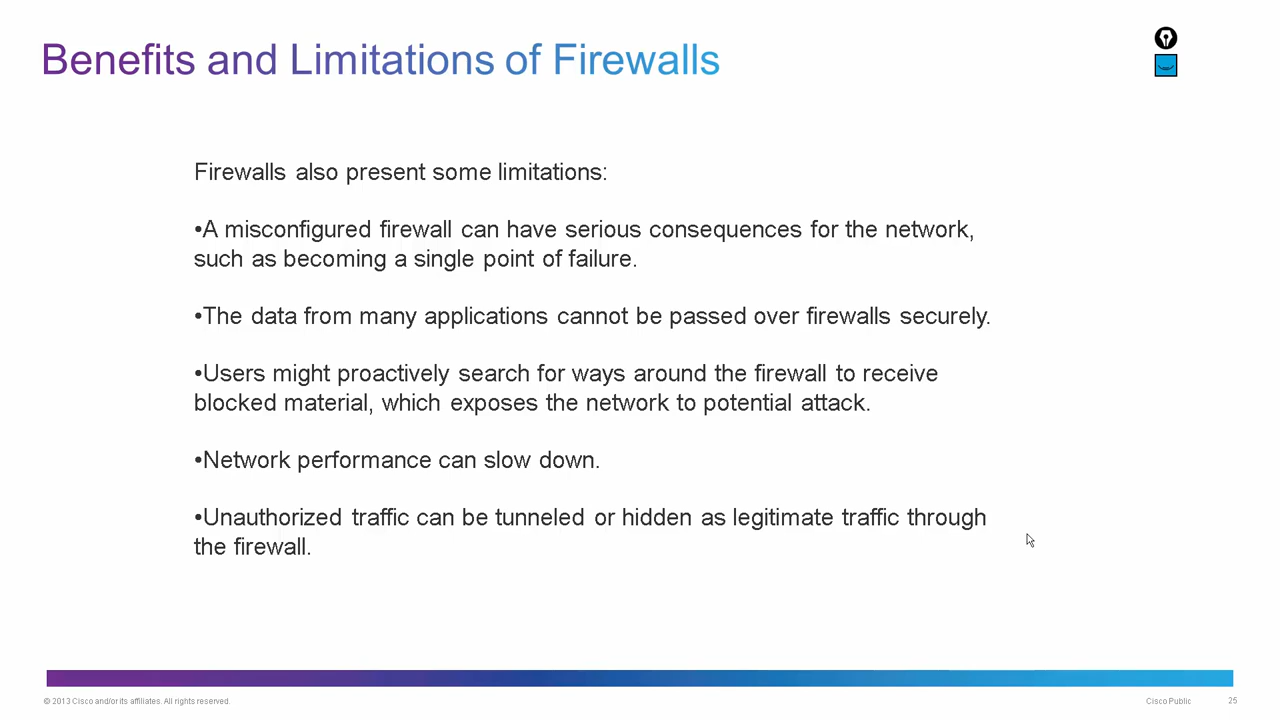 Benefits and Limitations of Firewalls
Firewalls also present some limitations:
•A misconfigured firewall can have serious consequences for the network,
such as becoming a single point of failure.
•The data from many applications cannot be passed over firewalls securely.
•Users might proactively search for ways around the firewall to receive
blocked material, which exposes the network to potential attack.
•Network performance can slow down.
•Unauthorized traffic can be tunneled or hidden as legitimate traffic through
the firewall.
© 2013 Cisco and/or its affiliates. All rights reserved.
Cisco Public
25